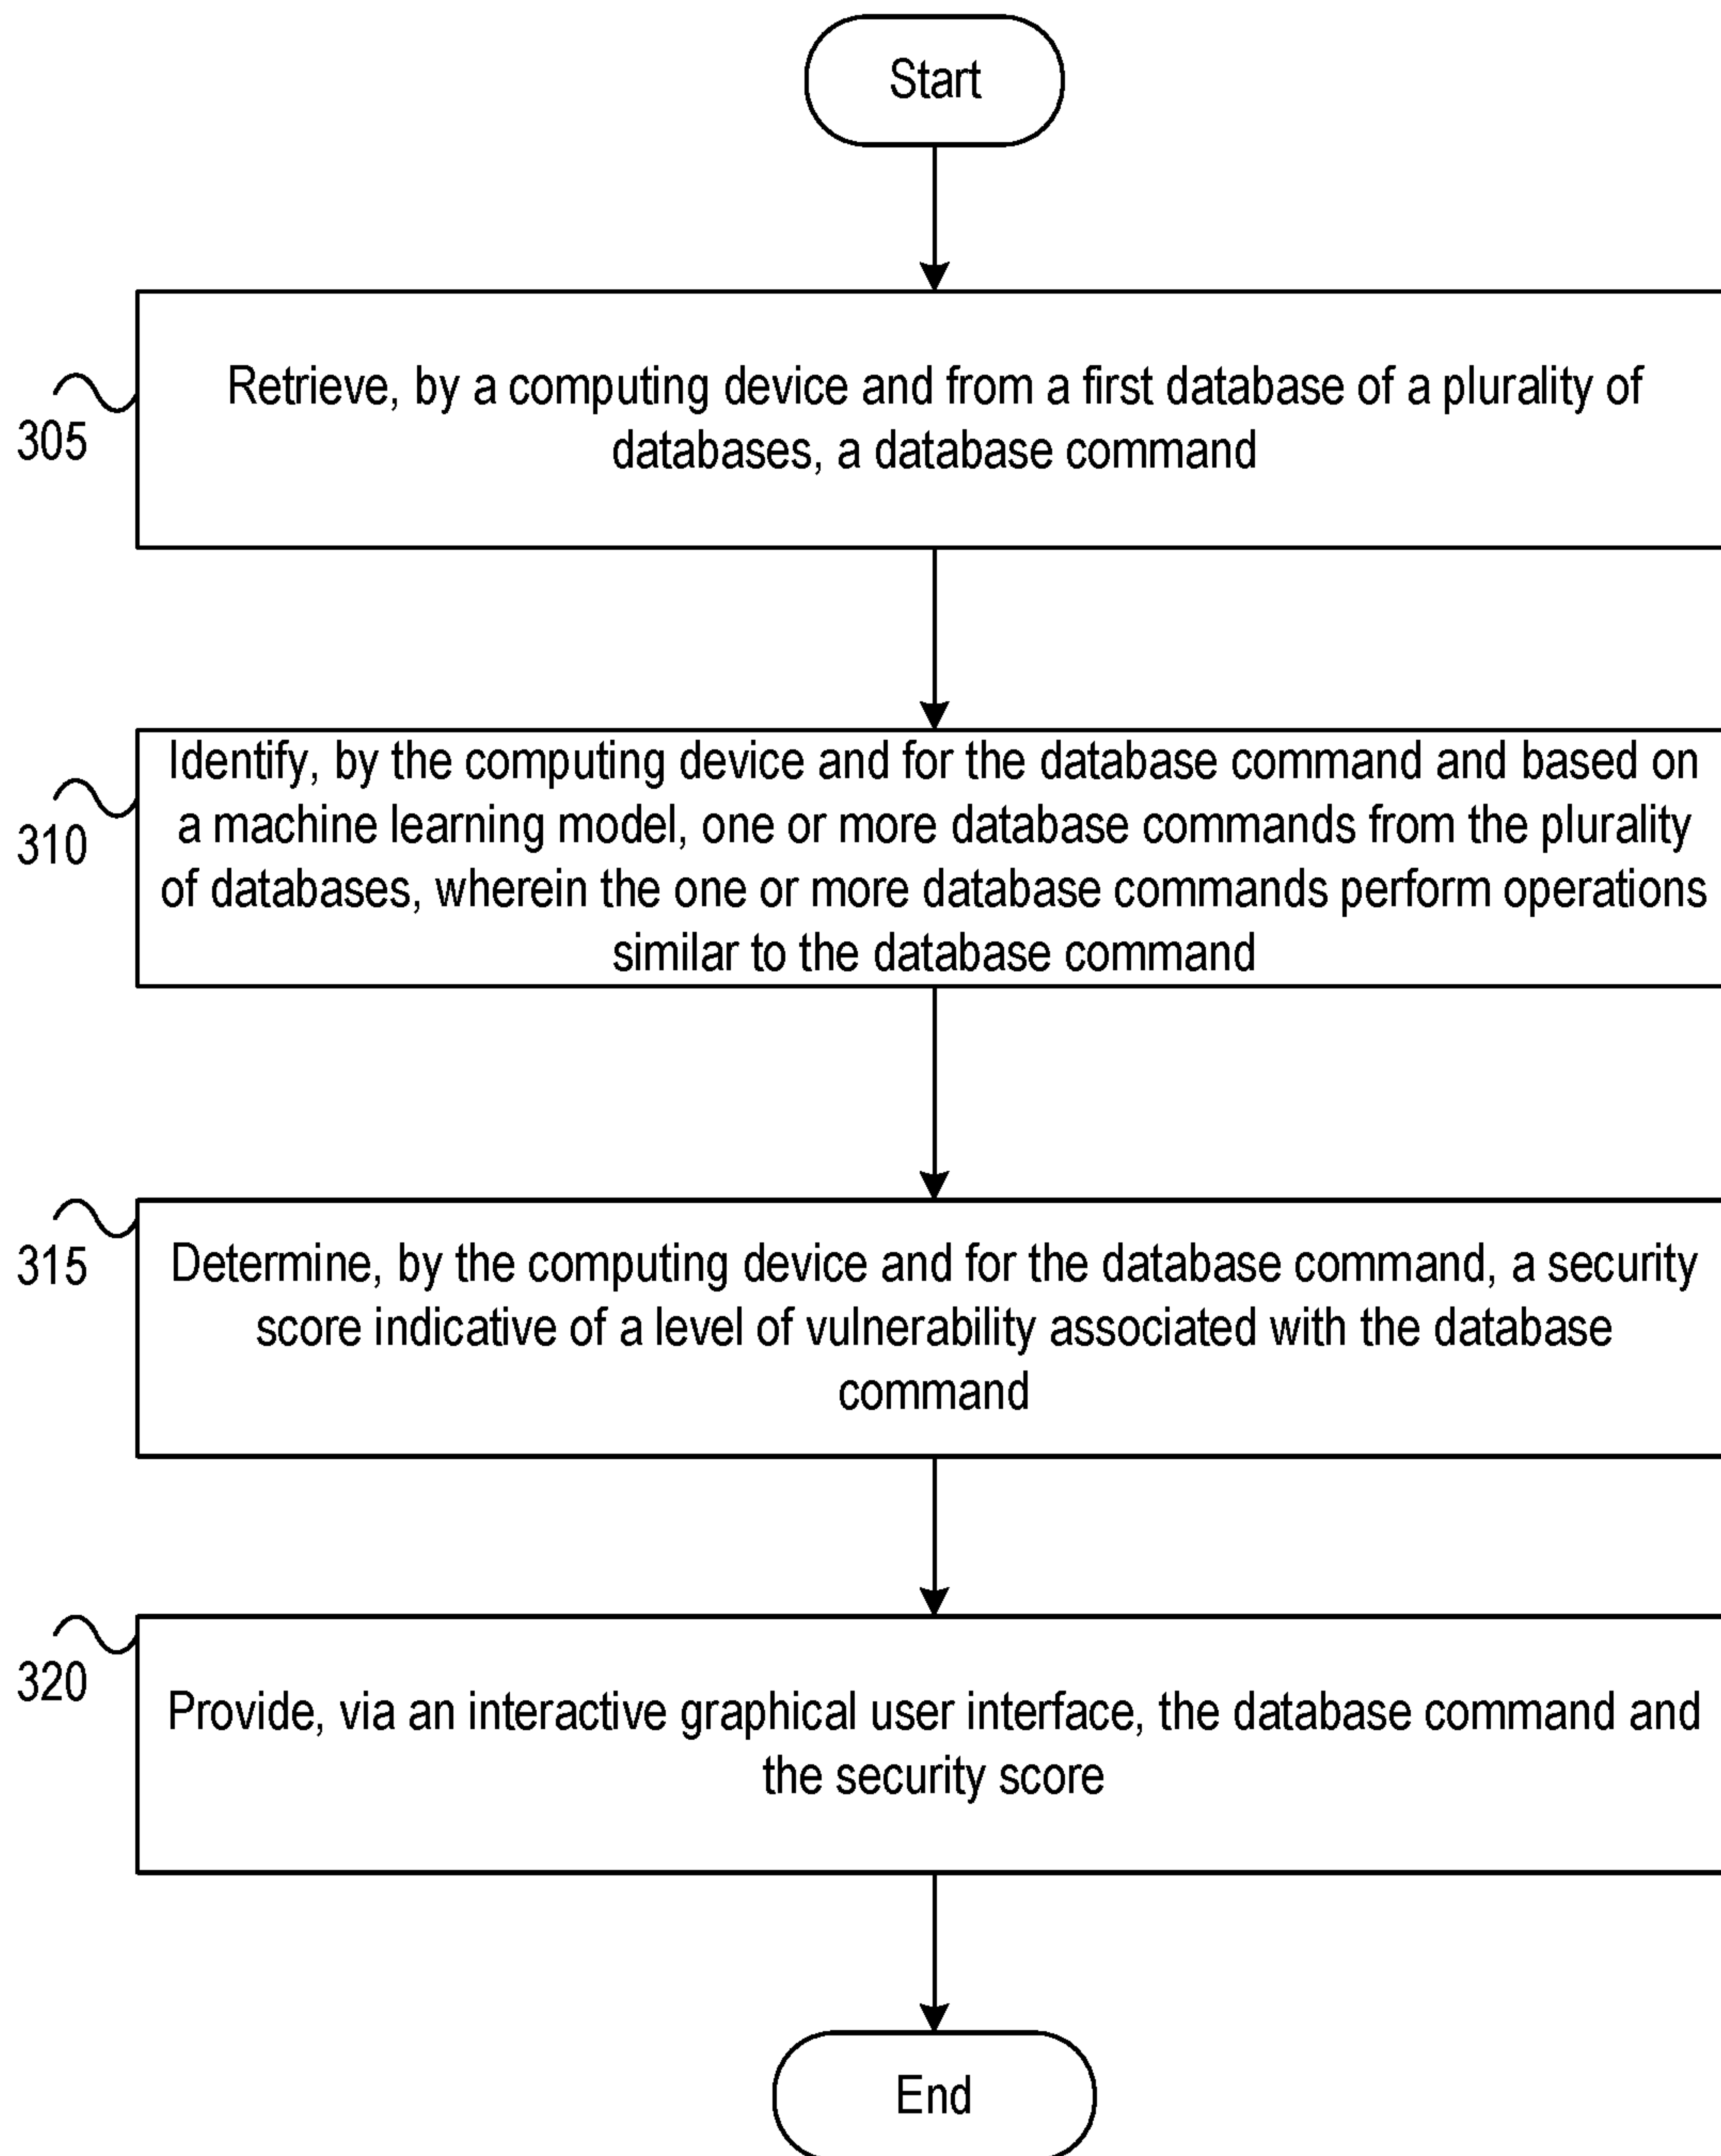 Start
305
Retrieve, by a computing device and from a first database of a plurality of
databases, a database command
310
Identify, by the computing device and for the database command and based on
a machine learning model, one or more database commands from the plurality
of databases, wherein the one or more database commands perform operations
similar to the database command
315
Determine, by the computing device and for the database command, a security
score indicative of a level of vulnerability associated with the database
command
320
Provide, via an interactive graphical user interface, the database command and
the security score
End